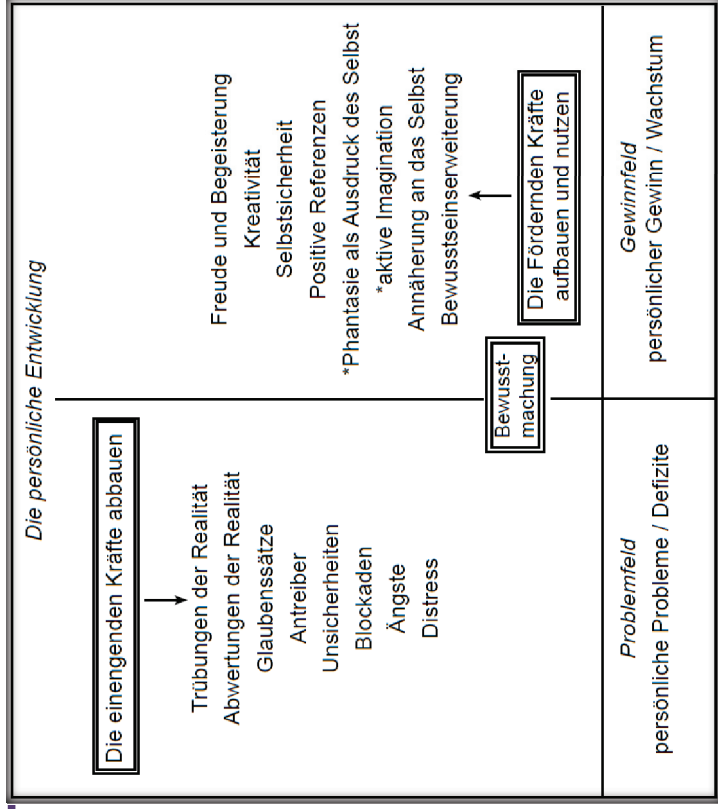 Die persönliche Entwicklung
Die einengenden Kräfte abbauen
Trübungen der Realität
Abwertungen der Realität
Glaubenssätze
Antreiber
Unsicherheiten
Blockaden
Ängste
Distress
Freude und Begeisterung
Kreativität
Selbstsicherheit
Positive Referenzen
*Phantasie als Ausdruck des Selbst
*aktive Imagination
Annäherung an das Selbst
Bewusstseinserweiterung
Die Fördernden Kräfte
aufbauen und nutzen
Bewusst-
machung
Problemfeld
persönliche Probleme / Defizite
Gewinnfeld
persönlicher Gewinn / Wachstum